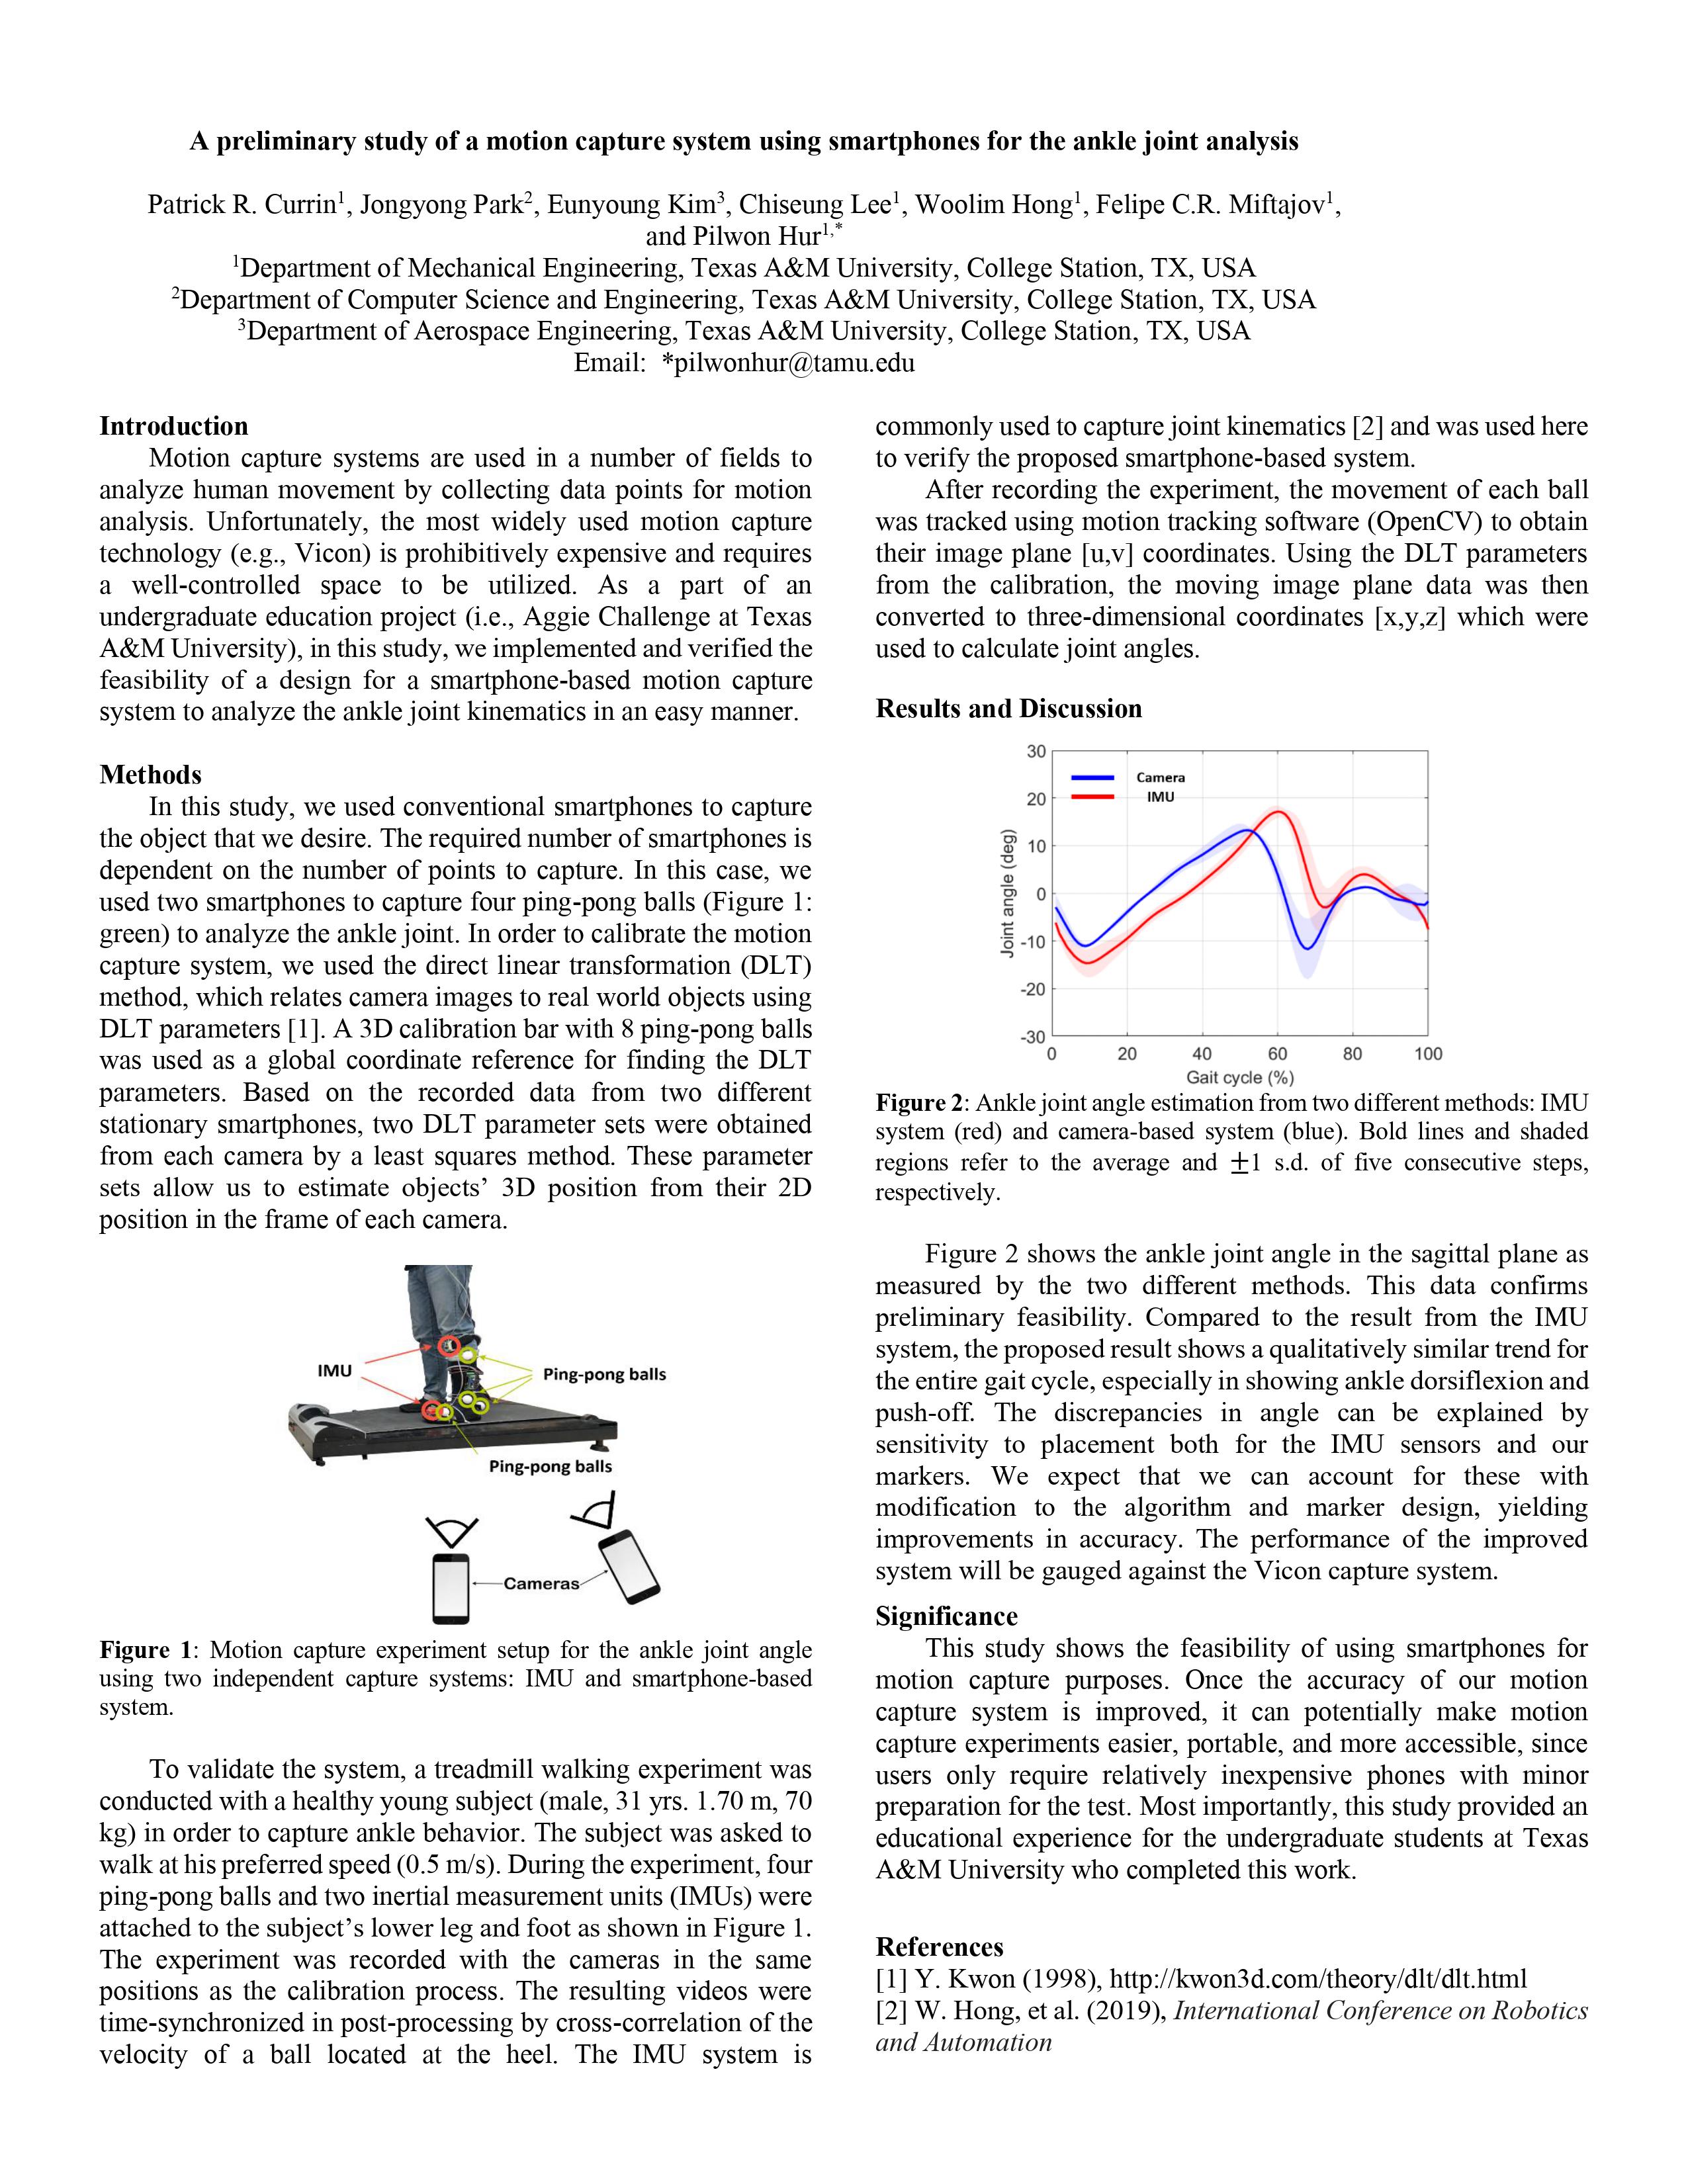 A preliminary study of a motion capture system using smartphones for the ankle joint analysis
Patrick R. Currin1, Jongyong Park2, Eunyoung Kim3, Chiseung Lee1, Woolim Hong1, Felipe C.R. Miftajov1,
and Pilwon Hur1,*
1Department of Mechanical Engineering, Texas A&M University, College Station, TX, USA
2Department of Computer Science and Engineering, Texas A&M University, College Station, TX, USA
3Department of Aerospace Engineering, Texas A&M University, College Station, TX, USA
Email: *pilwonhur@tamu.edu
Introduction
Motion capture systems are used in a number of fields to
analyze human movement by collecting data points for motion
analysis. Unfortunately, the most widely used motion capture
technology (e.g., Vicon) is prohibitively expensive and requires
a well-controlled space to be utilized. As a part of an
undergraduate education project (i.e., Aggie Challenge at Texas
A&M University), in this study, we implemented and verified the
feasibility of a design for a smartphone-based motion capture
system to analyze the ankle joint kinematics in an easy manner.
Methods
In this study, we used conventional smartphones to capture
the object that we desire. The required number of smartphones is
dependent on the number of points to capture. In this case, we
used two smartphones to capture four ping-pong balls (Figure 1:
green) to analyze the ankle joint. In order to calibrate the motion
capture system, we used the direct linear transformation (DLT)
method, which relates camera images to real world objects using
DLT parameters [1]. A 3D calibration bar with 8 ping-pong balls
was used as a global coordinate reference for finding the DLT
parameters. Based on the recorded data from two different
stationary smartphones, two DLT parameter sets were obtained
from each camera by a least squares method. These parameter
sets allow us to estimate objects’ 3D position from their 2D
position in the frame of each camera.
IMU
Ping-pong balls
Ping-pong balls
Cameras
Figure 1: Motion capture experiment setup for the ankle joint angle
using two independent capture systems: IMU and smartphone-based
system.
To validate the system, a treadmill walking experiment was
conducted with a healthy young subject (male, 31 yrs. 1.70 m, 70
kg) in order to capture ankle behavior. The subject was asked to
walk at his preferred speed (0.5 m/s). During the experiment, four
ping-pong balls and two inertial measurement units (IMUs) were
attached to the subject’s lower leg and foot as shown in Figure 1.
The experiment was recorded with the cameras in the same
positions as the calibration process. The resulting videos were
time-synchronized in post-processing by cross-correlation of the
velocity of a ball located at the heel. The IMU system is
commonly used to capture joint kinematics [2] and was used here
to verify the proposed smartphone-based system.
After recording the experiment, the movement of each ball
was tracked using motion tracking software (OpenCV) to obtain
their image plane [u,v] coordinates. Using the DLT parameters
from the calibration, the moving image plane data was then
converted to three-dimensional coordinates [x,y,z] which were
used to calculate joint angles.
Results and Discussion
30
20
10
0
-10
-20
-30
Joint angle (deg)
Camera
IMU
0 20 40 60 80 100
Gait cycle (%)
Figure 2: Ankle joint angle estimation from two different methods: IMU
system (red) and camera-based system (blue). Bold lines and shaded
regions refer to the average and ±1 s.d. of five consecutive steps,
respectively.
Figure 2 shows the ankle joint angle in the sagittal plane as
measured by the two different methods. This data confirms
preliminary feasibility. Compared to the result from the IMU
system, the proposed result shows a qualitatively similar trend for
the entire gait cycle, especially in showing ankle dorsiflexion and
push-off. The discrepancies in angle can be explained by
sensitivity to placement both for the IMU sensors and our
markers. We expect that we can account for these with
modification to the algorithm and marker design, yielding
improvements in accuracy. The performance of the improved
system will be gauged against the Vicon capture system.
Significance
This study shows the feasibility of using smartphones for
motion capture purposes. Once the accuracy of our motion
capture system is improved, it can potentially make motion
capture experiments easier, portable, and more accessible, since
users only require relatively inexpensive phones with minor
preparation for the test. Most importantly, this study provided an
educational experience for the undergraduate students at Texas
A&M University who completed this work.
References
[1] Y. Kwon (1998), http://kwon3d.com/theory/dlt/dlt.html
[2] W. Hong, et al. (2019), International Conference on Robotics
and Automation